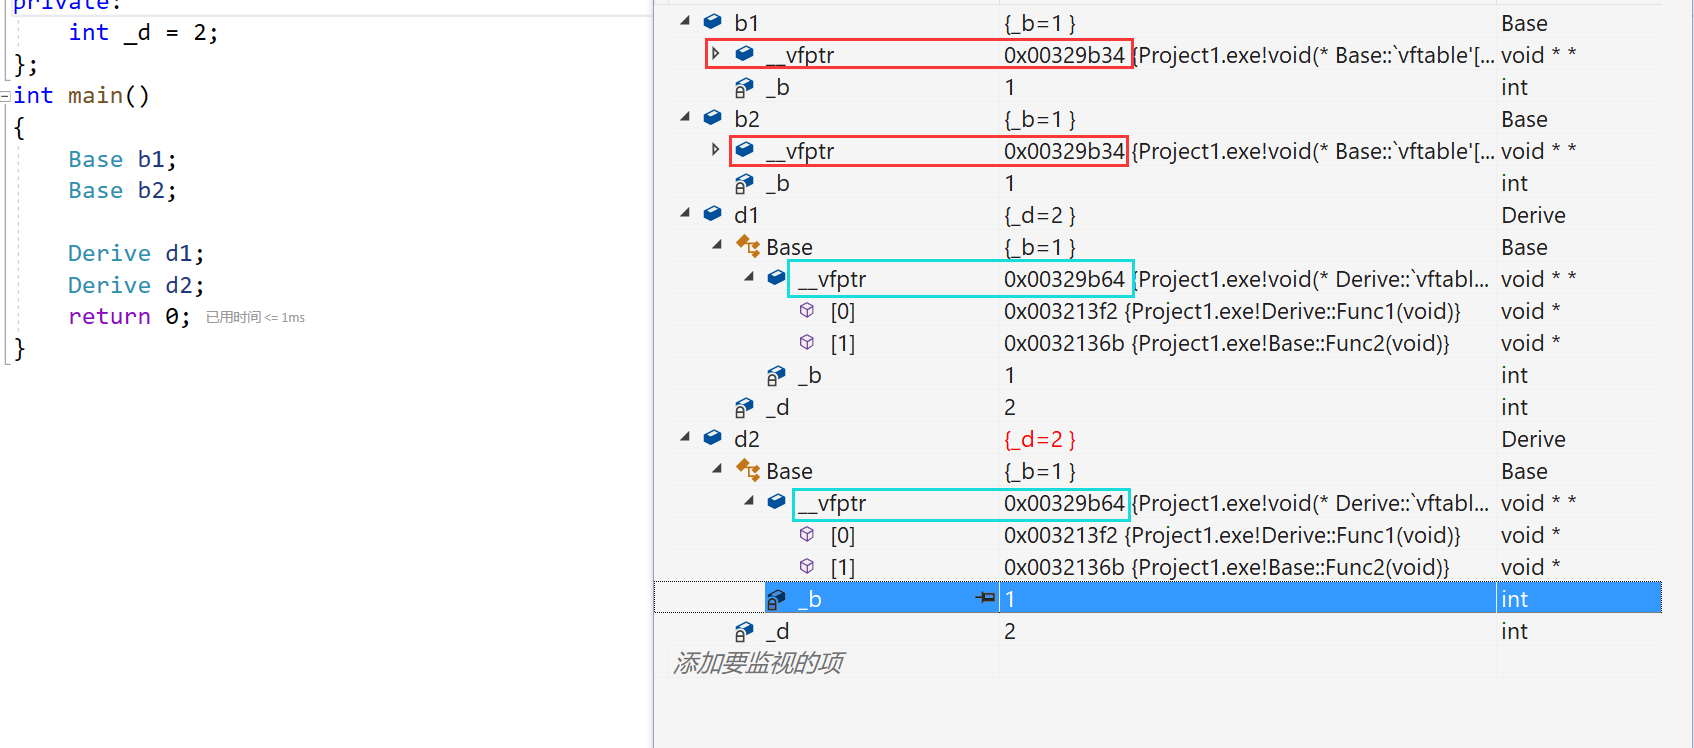 private:
int _d = 2;
};
int main()
{
Base b1;
Base b2;
Derive d1;
Derive d2;
return 0; 已用时间 <= 1ms
}
b1 {_b=1 } Base
__vfptr 0x00329b34 {Project1.exe!void(* Base::`vftable'[... void * *
_b 1 int
b2 {_b=1 } Base
__vfptr 0x00329b34 {Project1.exe!void(* Base::`vftable'[... void * *
_b 1 int
d1 {_d=2 } Derive
Base {_b=1 } Base
__vfptr 0x00329b64 {Project1.exe!void(* Derive::`vftabl... void * *
[0] 0x003213f2 {Project1.exe!Derive::Func1(void)} void *
[1] 0x0032136b {Project1.exe!Base::Func2(void)} void *
_b 1 int
_d 2 int
d2 {_d=2 } Derive
Base {_b=1 } Base
__vfptr 0x00329b64 {Project1.exe!void(* Derive::`vftabl... void * *
[0] 0x003213f2 {Project1.exe!Derive::Func1(void)} void *
[1] 0x0032136b {Project1.exe!Base::Func2(void)} void *
_b 1 int
_d 2 int
添加要监视的项